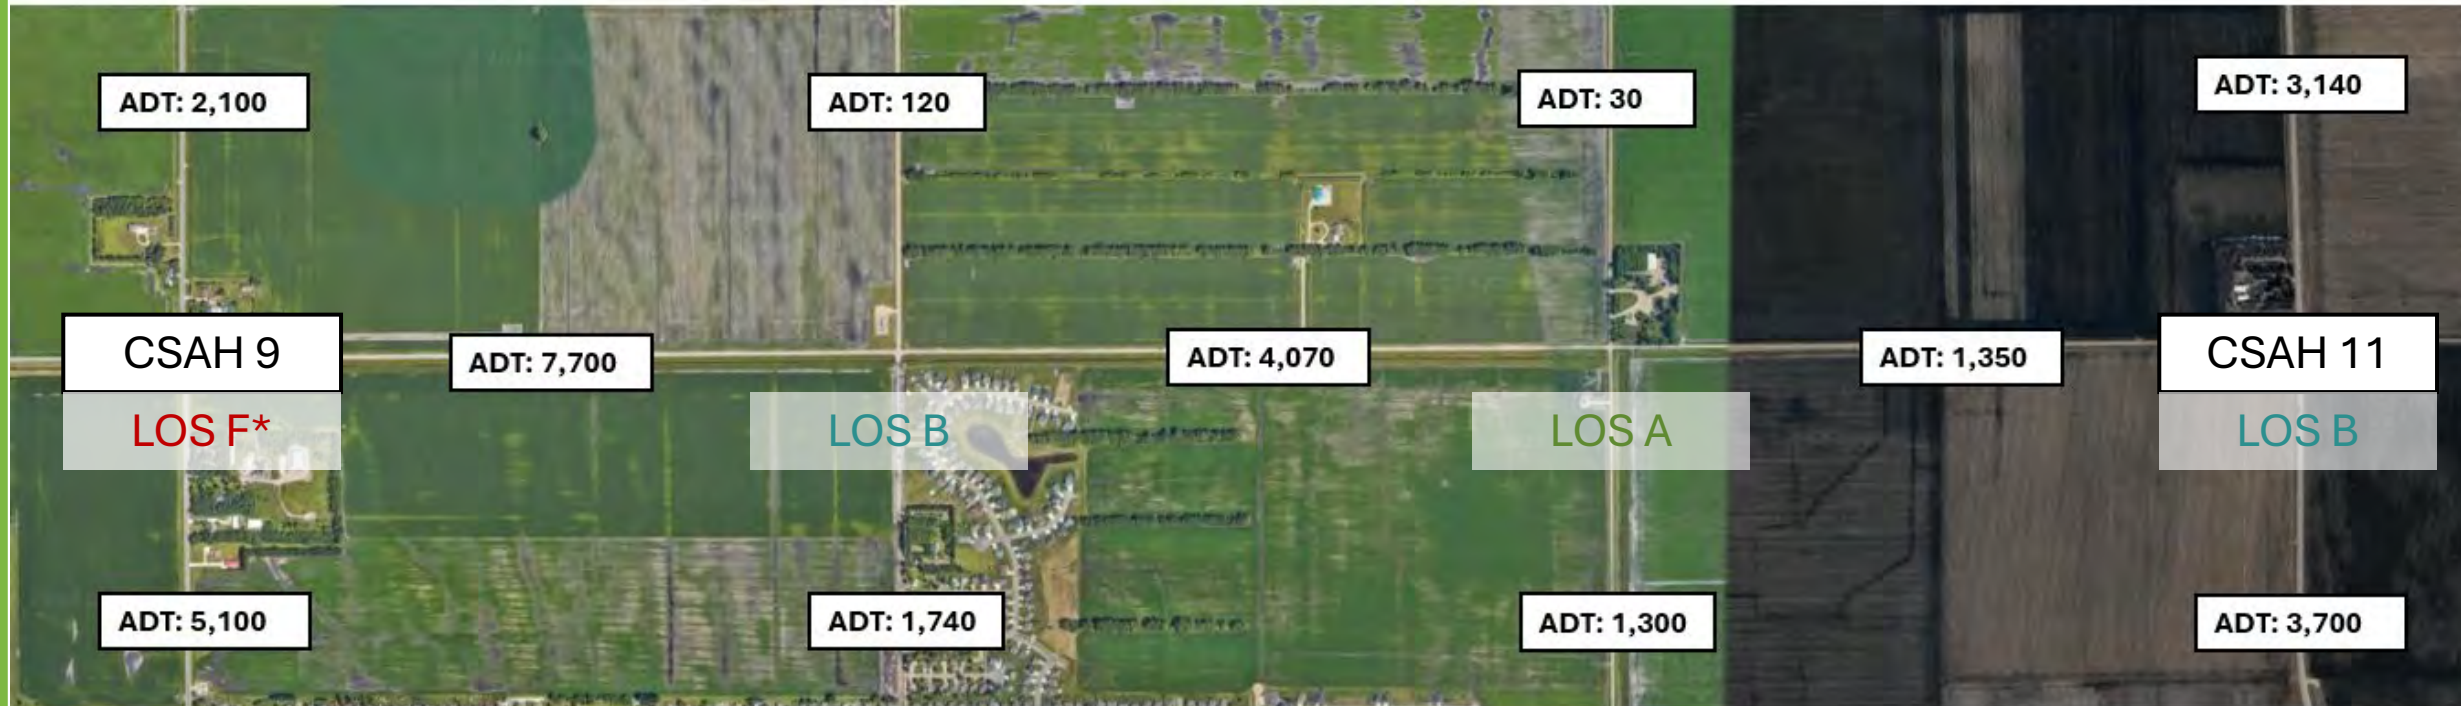 ADT: 2,100
ADT: 120
ADT: 30
ADT: 3,140
CSAH 9
ADT: 7,700
ADT: 4,070
ADT: 1,350
CSAH 11
LOS F*
LOS B
LOS A
LOS B
ADT: 5,100
ADT: 1,740
ADT: 1,300
ADT: 3,700